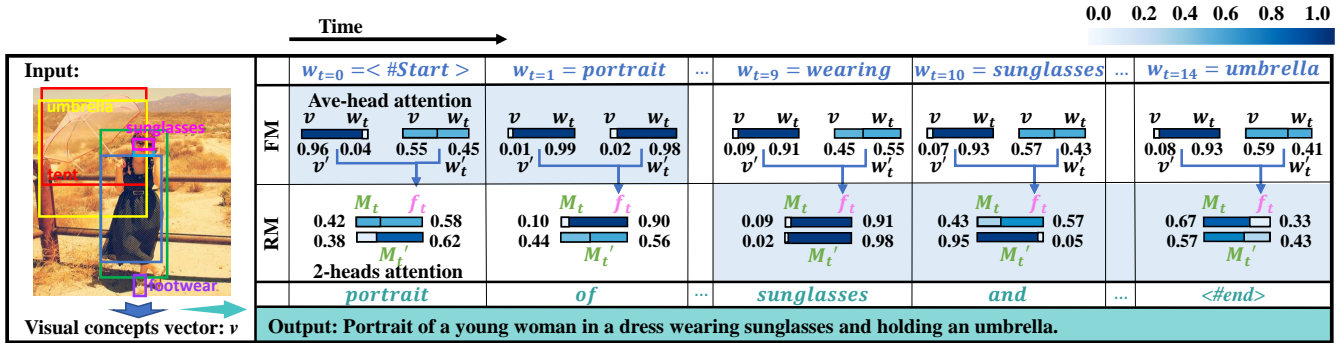 Time
0.0 0.2 0.4 0.6 0.8 1.0
Input:
umbrella
sunglasses
tent
footwear
Visual concepts vector: v
w_{t=0} =< #Start > w_{t=1} = portrait ... w_{t=9} = wearing w_{t=10} = sunglasses ... w_{t=14} = umbrella
FM
Ave-head attention
v w_t v w_t v w_t v w_t v w_t
0.96 0.04 0.55 0.45 0.01 0.99 0.02 0.98 0.09 0.91 0.45 0.55 0.07 0.93 0.57 0.43 0.08 0.93 0.59 0.41
v' w_t' v' w_t' v' w_t' v' w_t' v' w_t'
RM
M_t f_t M_t f_t M_t f_t M_t f_t M_t f_t
0.42 0.58 0.10 0.90 0.09 0.91 0.43 0.57 0.67 0.33
0.38 0.62 0.44 0.56 0.02 0.98 0.95 0.05 0.57 0.43
M_t' M_t' M_t' M_t' M_t'
2-heads attention
portrait of ... sunglasses and ... <#end>
Output: Portrait of a young woman in a dress wearing sunglasses and holding an umbrella.